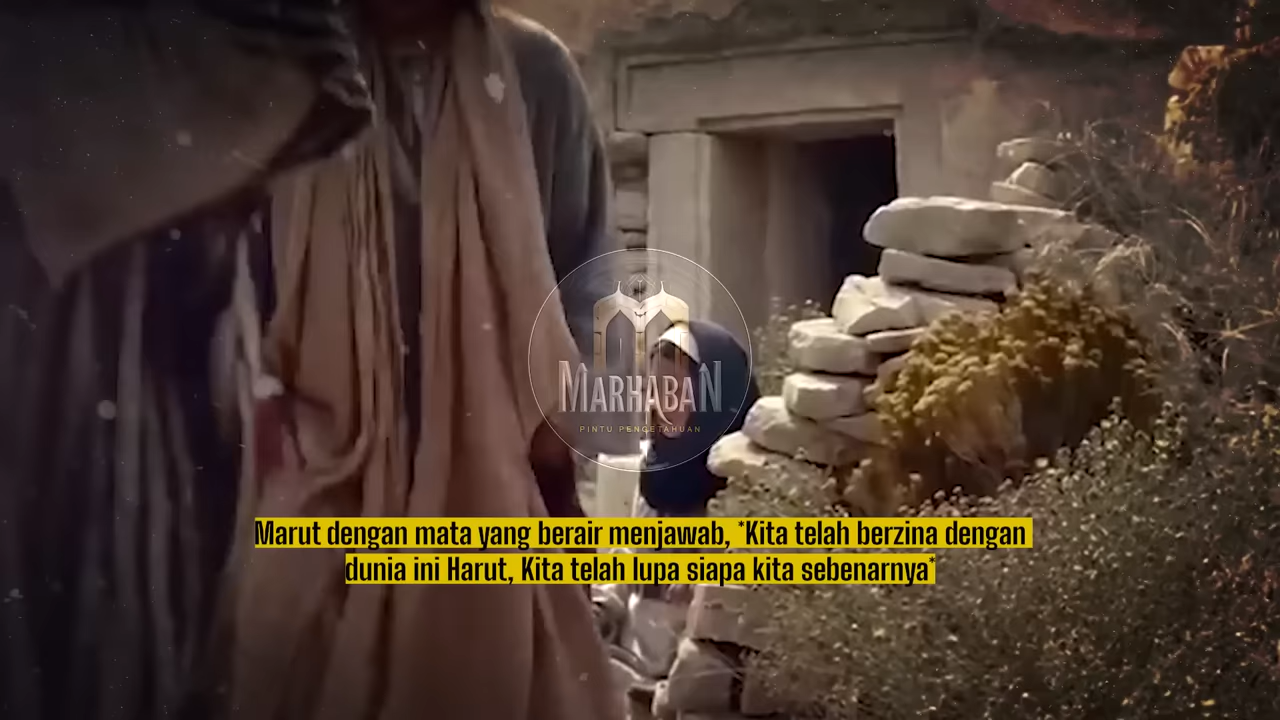 MARHABAN
PINTU PENGETAHUAN
Marut dengan mata yang berair menjawab, "Kita telah berzina dengan
dunia ini Harut, Kita telah lupa siapa kita sebenarnya"